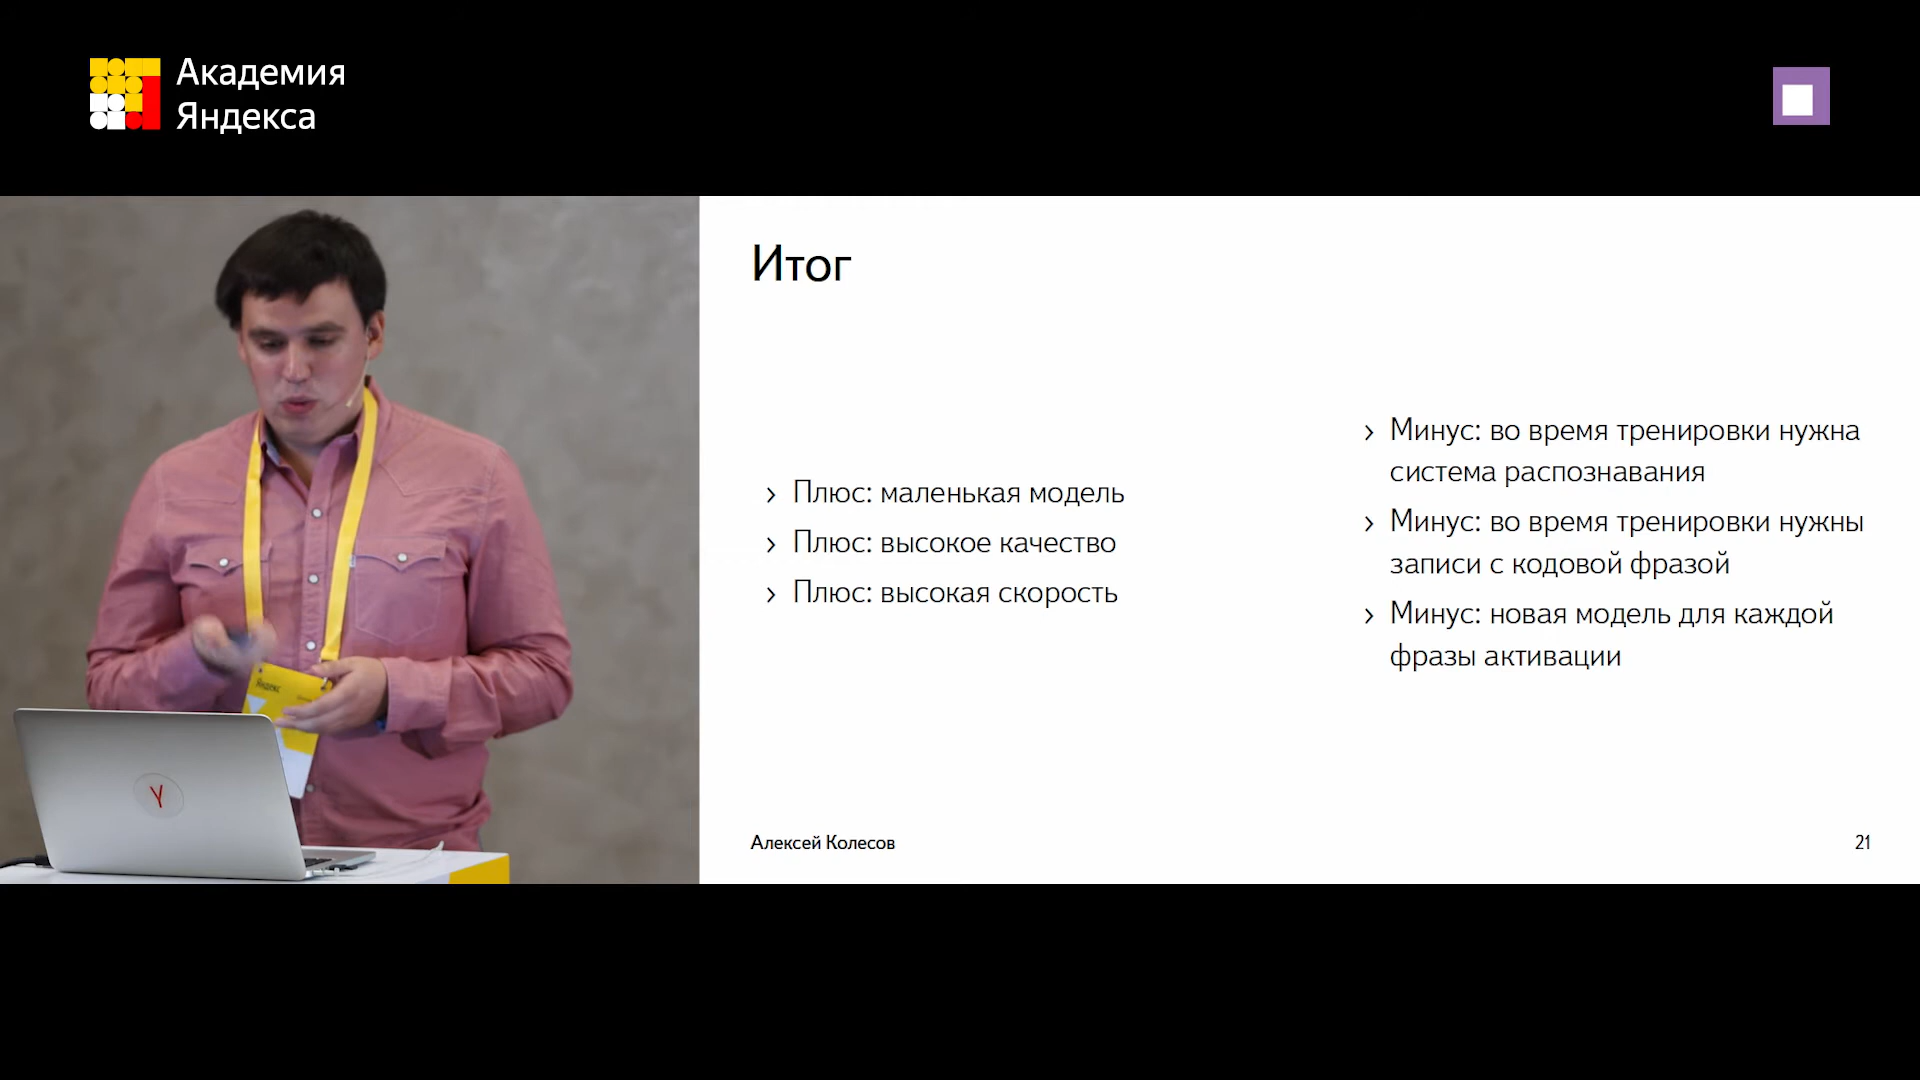 Академия
Яндекса
Итог
› Плюс: маленькая модель
› Плюс: высокое качество
› Плюс: высокая скорость
› Минус: во время тренировки нужна
система распознавания
› Минус: во время тренировки нужны
записи с кодовой фразой
› Минус: новая модель для каждой
фразы активации
Яндекс
Y
Алексей Колесов
21